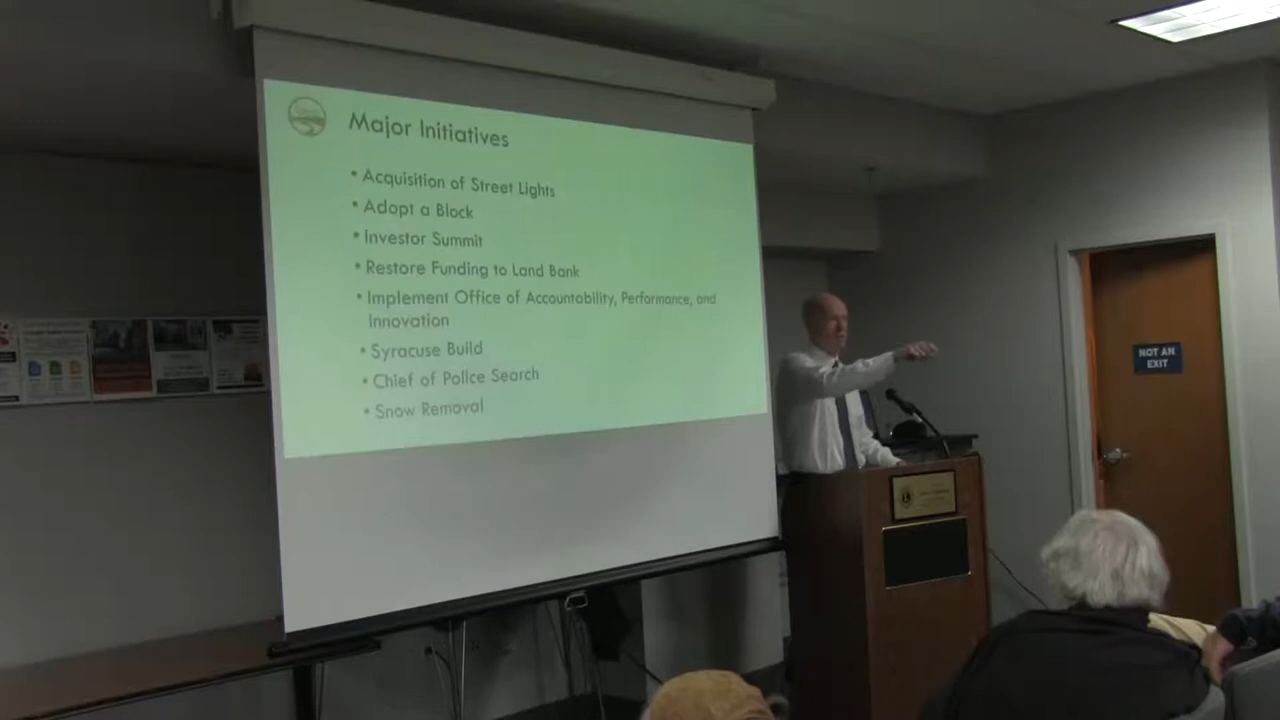 Major Initiatives
• Acquisition of Street Lights
• Adopt a Block
• Investor Summit
• Restore Funding to Land Bank
• Implement Office of Accountability, Performance, and
Innovation
• Syracuse Build
• Chief of Police Search
• Snow Removal
NOT AN
EXIT